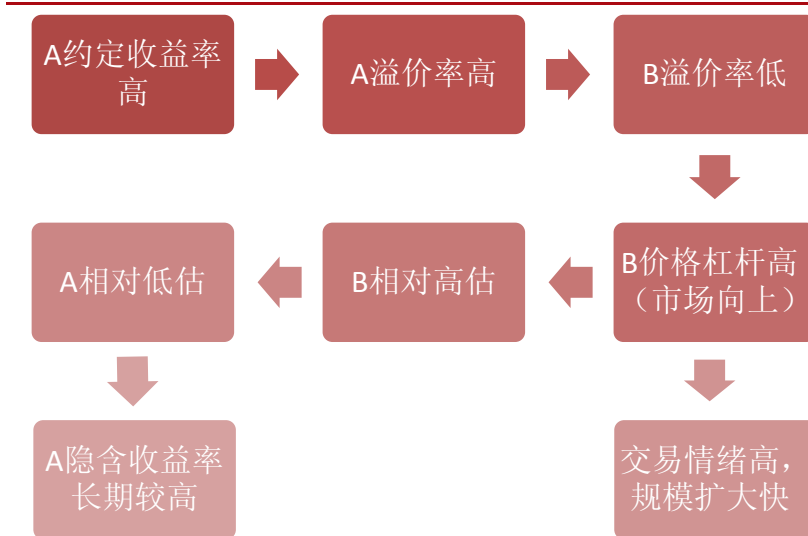 A约定收益率
高
A溢价率高
B溢价率低
A相对低估
B相对高估
B价格杠杆高
（市场向上）
A隐含收益率
长期较高
交易情绪高，
规模扩大快